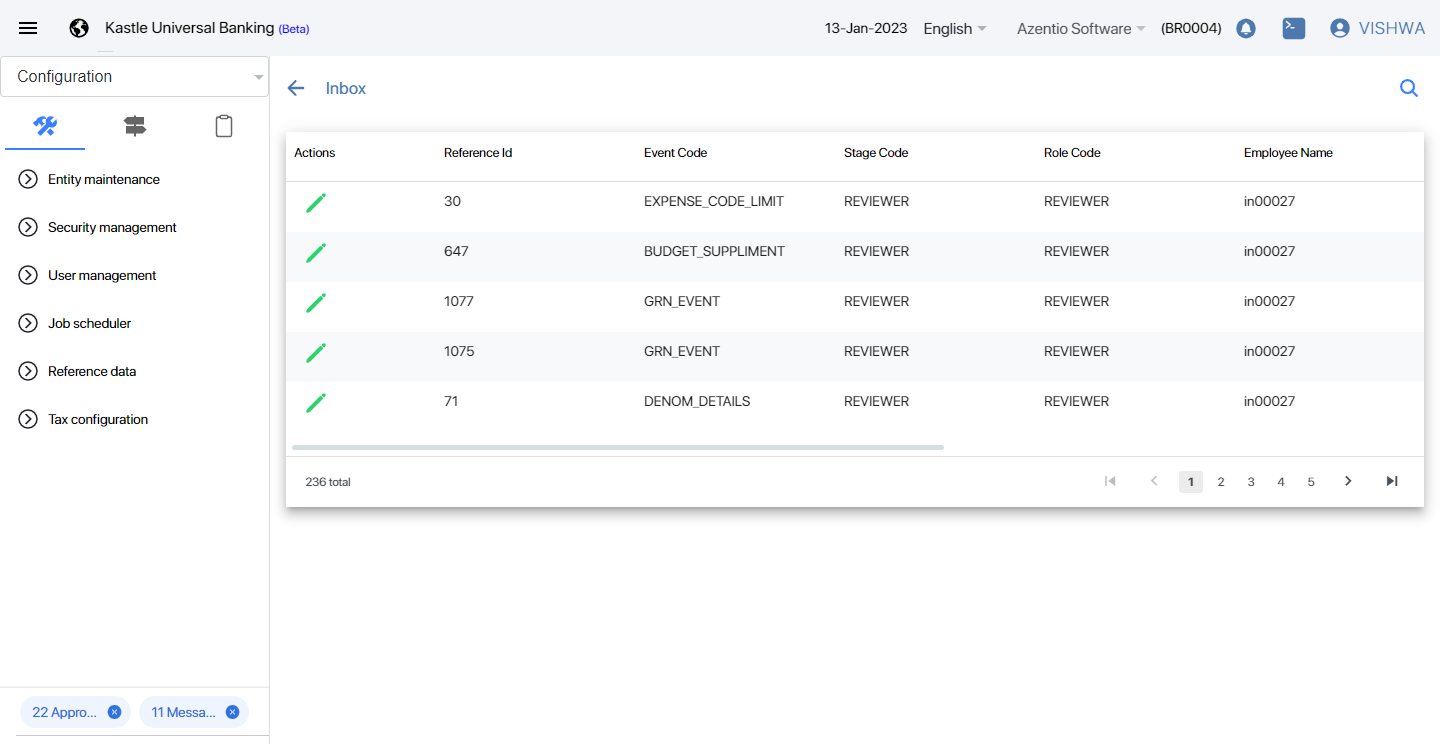 Kastle Universal Banking (Beta) 13-Jan-2023 English Azentio Software (BR0004) VISHWA
Configuration
Entity maintenance
Security management
User management
Job scheduler
Reference data
Tax configuration
22 Appro... 11 Messa...
Inbox
Actions Reference Id Event Code Stage Code Role Code Employee Name
30 EXPENSE_CODE_LIMIT REVIEWER REVIEWER in00027
647 BUDGET_SUPPLIMENT REVIEWER REVIEWER in00027
1077 GRN_EVENT REVIEWER REVIEWER in00027
1075 GRN_EVENT REVIEWER REVIEWER in00027
71 DENOM_DETAILS REVIEWER REVIEWER in00027
236 total 1 2 3 4 5